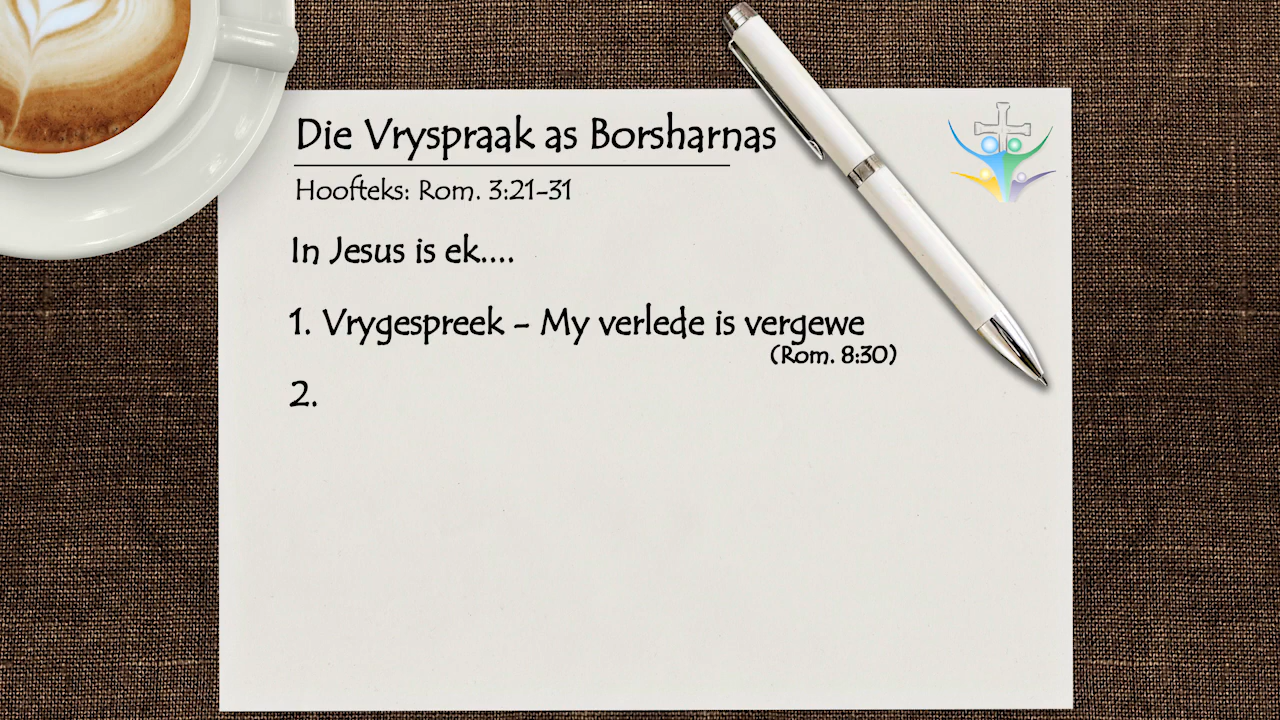 Die Vryspraak as Borsharnas
Hoofteks: Rom. 3:21-31
In Jesus is ek....
1. Vrygespreek - My verlede is vergewe
(Rom. 8:30)
2.